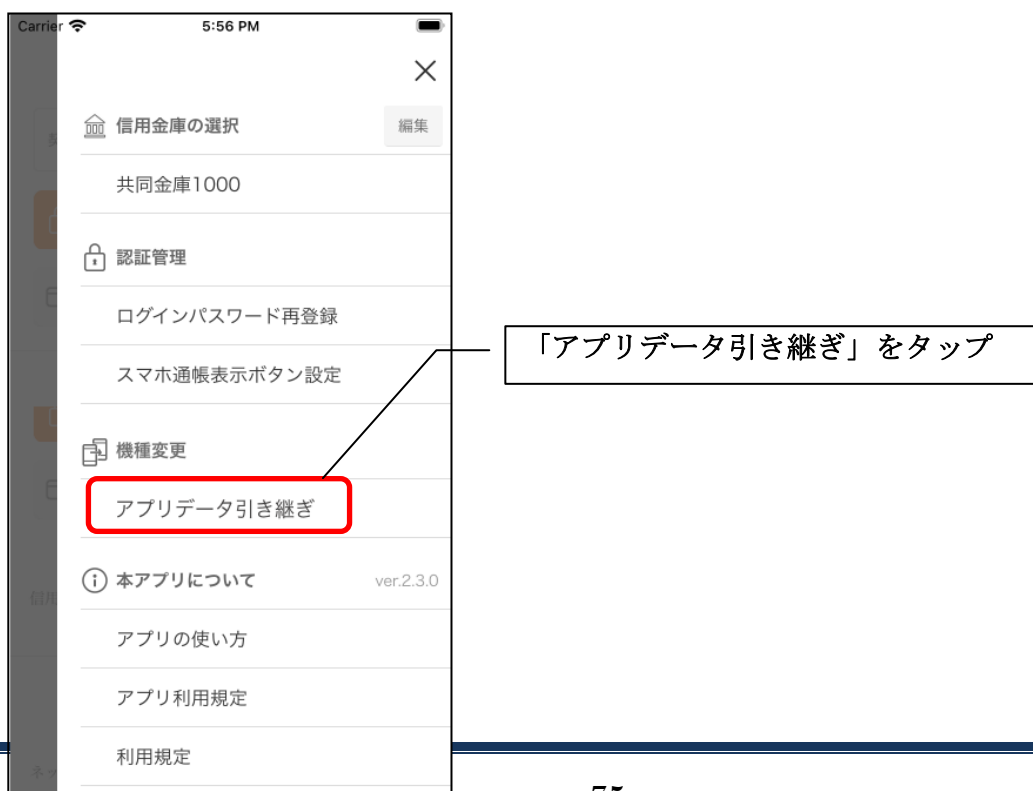 Carrier 5:56 PM
信用金庫の選択 編集
共同金庫1000
認証管理
ログインパスワード再登録
スマホ通帳表示ボタン設定
「アプリデータ引き継ぎ」をタップ
機種変更
アプリデータ引き継ぎ
本アプリについて ver.2.3.0
信用
アプリの使い方
アプリ利用規定
利用規定
ネッ
75